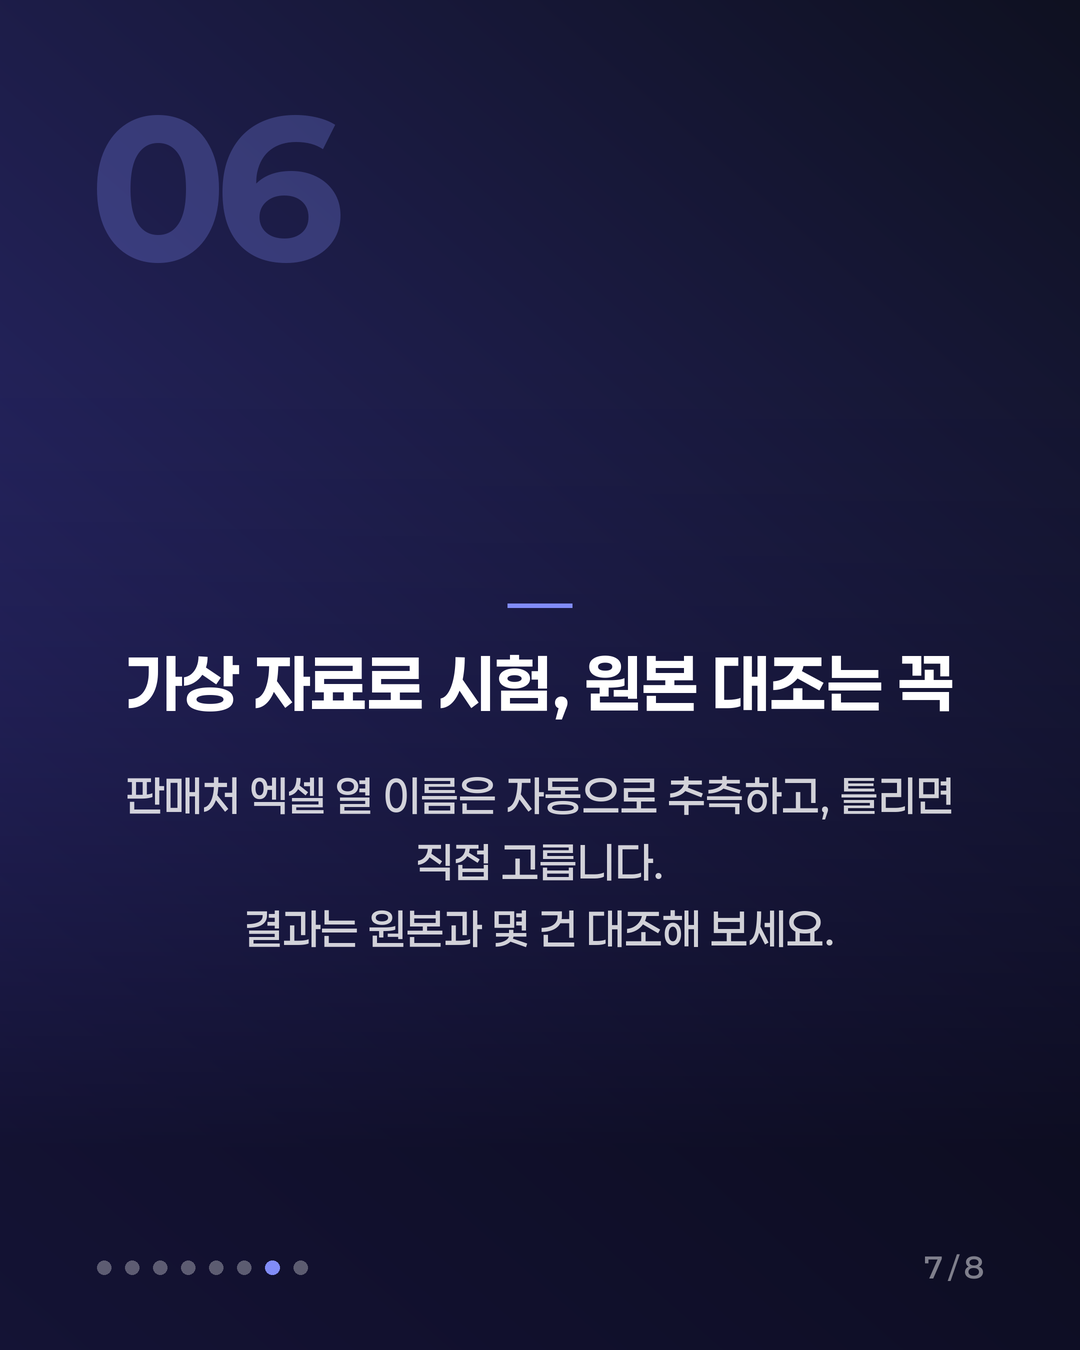 06
가상 자료로 시험, 원본 대조는 꼭
판매처 엑셀 열 이름은 자동으로 추측하고, 틀리면
직접 고릅니다.
결과는 원본과 몇 건 대조해 보세요.
7/8